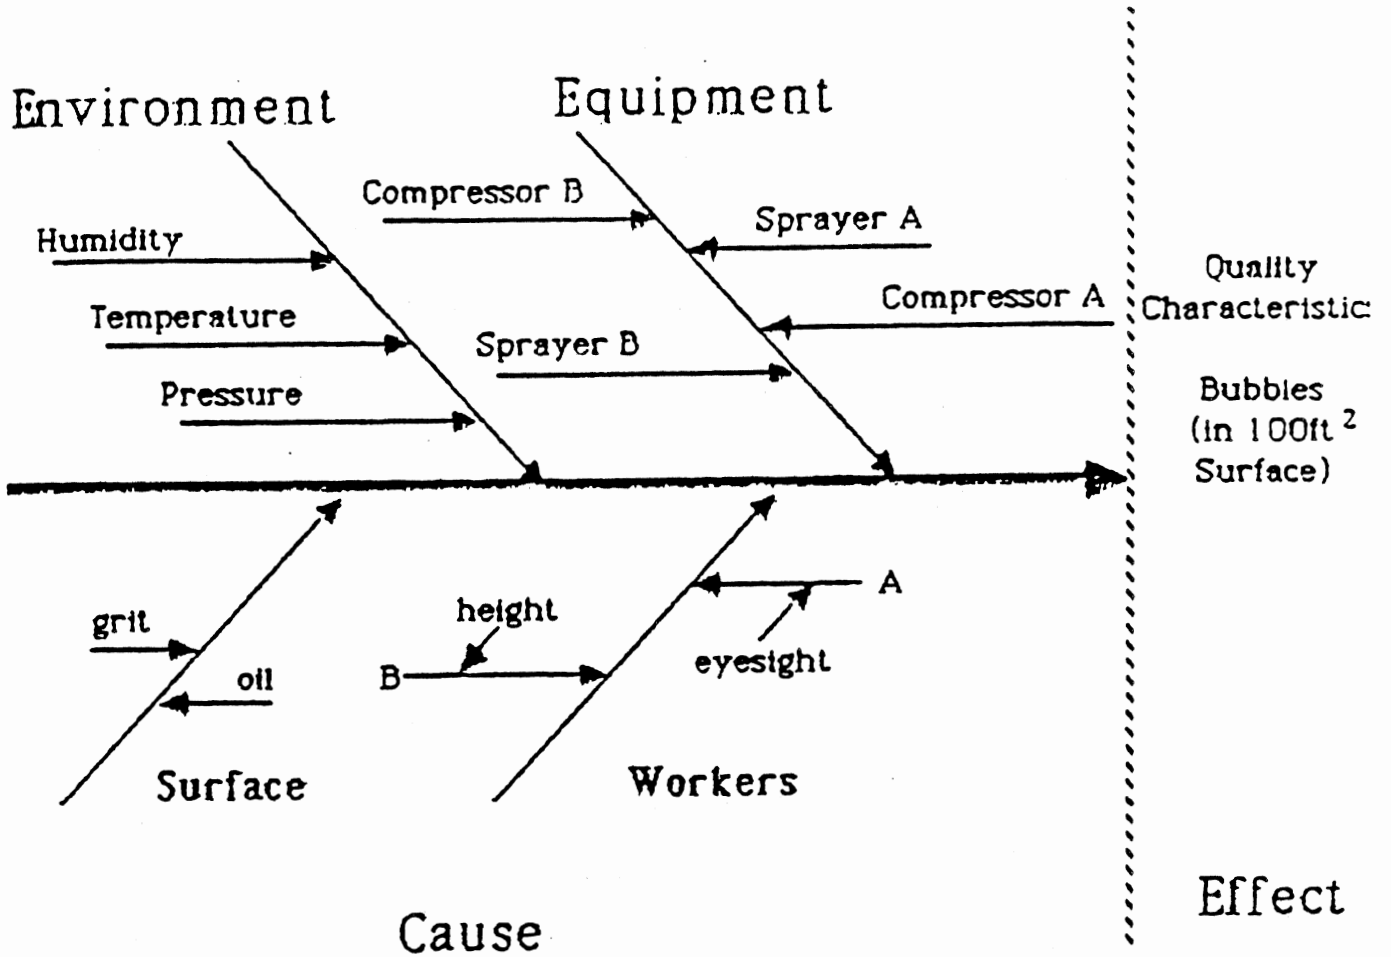 Environment
Equipment
Compressor B
Sprayer A
Humidity
Quality
Characteristic
Compressor A
Temperature
Sprayer B
Pressure
Bubbles
(in 100ft ²
Surface)
grit
height
A
oil
B
eyesight
Surface
Workers
Effect
Cause